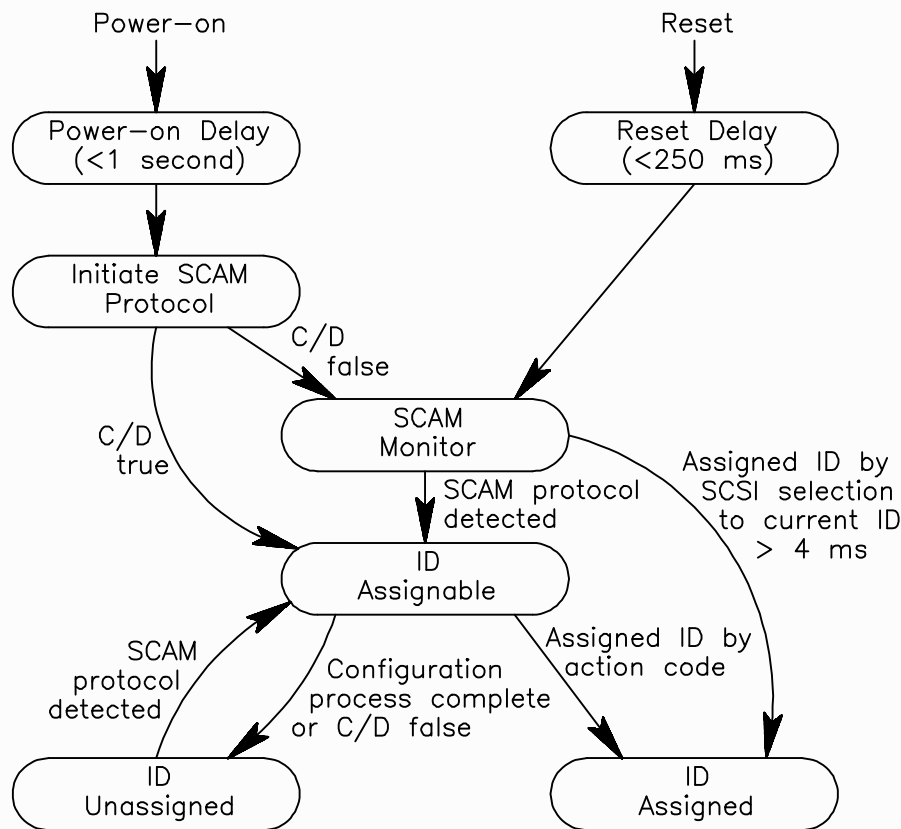 Power-on
Reset
Power-on Delay
(<1 second)
Reset Delay
(<250 ms)
Initiate SCAM
Protocol
C/D
false
C/D
true
SCAM
Monitor
Assigned ID by
SCSI selection
to current ID
> 4 ms
SCAM protocol
detected
ID
Assignable
SCAM
protocol
detected
Configuration
process complete
or C/D false
Assigned ID by
action code
ID
Unassigned
ID
Assigned